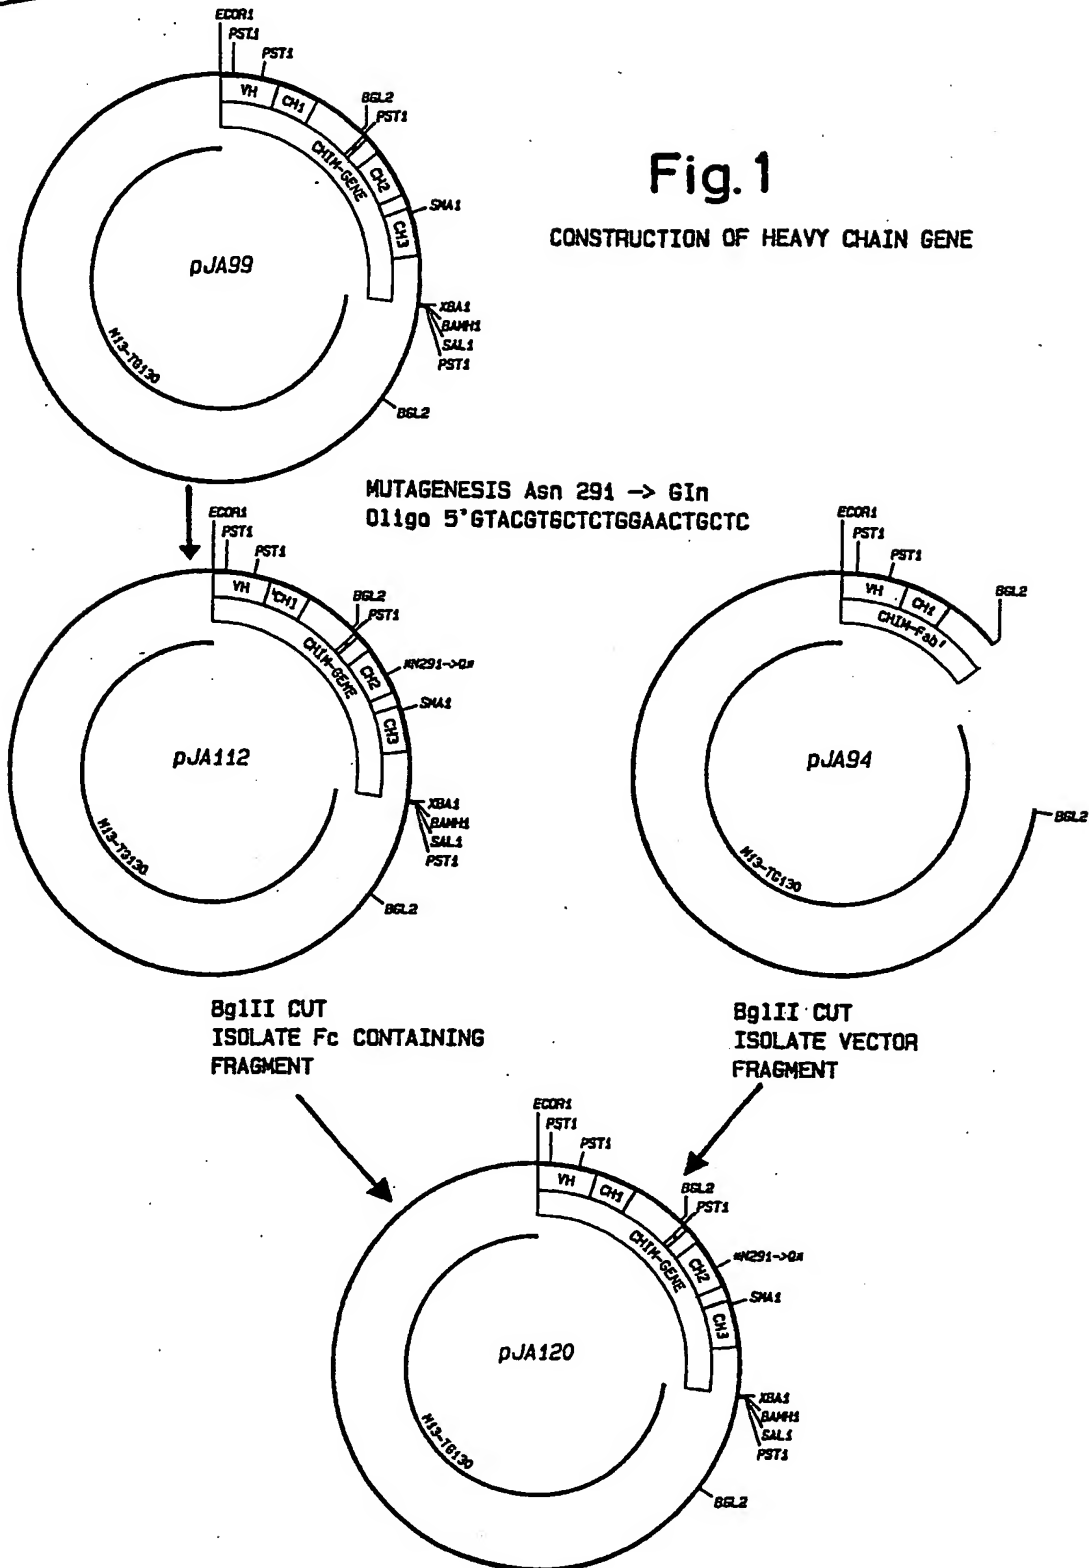 Fig.1
CONSTRUCTION OF HEAVY CHAIN GENE
ECOR1
PST1
PST1
BGL2
PST1
VH
CH1
CH2
CH3
CHIM-GENE
SMA1
XBA1
BAMH1
SAL1
PST1
BGL2
pJA99
M13-TG130
MUTAGENESIS Asn 291 -> Gln
Oligo 5'GTACGTGCTCTGGAACTGCTC
ECOR1
PST1
PST1
BGL2
PST1
VH
CH1
CH2
CH3
CHIM-GENE
*N291->Q*
SMA1
XBA1
BAMH1
SAL1
PST1
BGL2
pJA112
M13-TG130
ECOR1
PST1
PST1
BGL2
VH
CH1
CHIM-Fab'
BGL2
pJA94
M13-TG130
BglII CUT
ISOLATE Fc CONTAINING
FRAGMENT
BglII CUT
ISOLATE VECTOR
FRAGMENT
ECOR1
PST1
PST1
BGL2
PST1
VH
CH1
CH2
CH3
CHIM-GENE
*N291->Q*
SMA1
XBA1
BAMH1
SAL1
PST1
BGL2
pJA120
M13-TG130